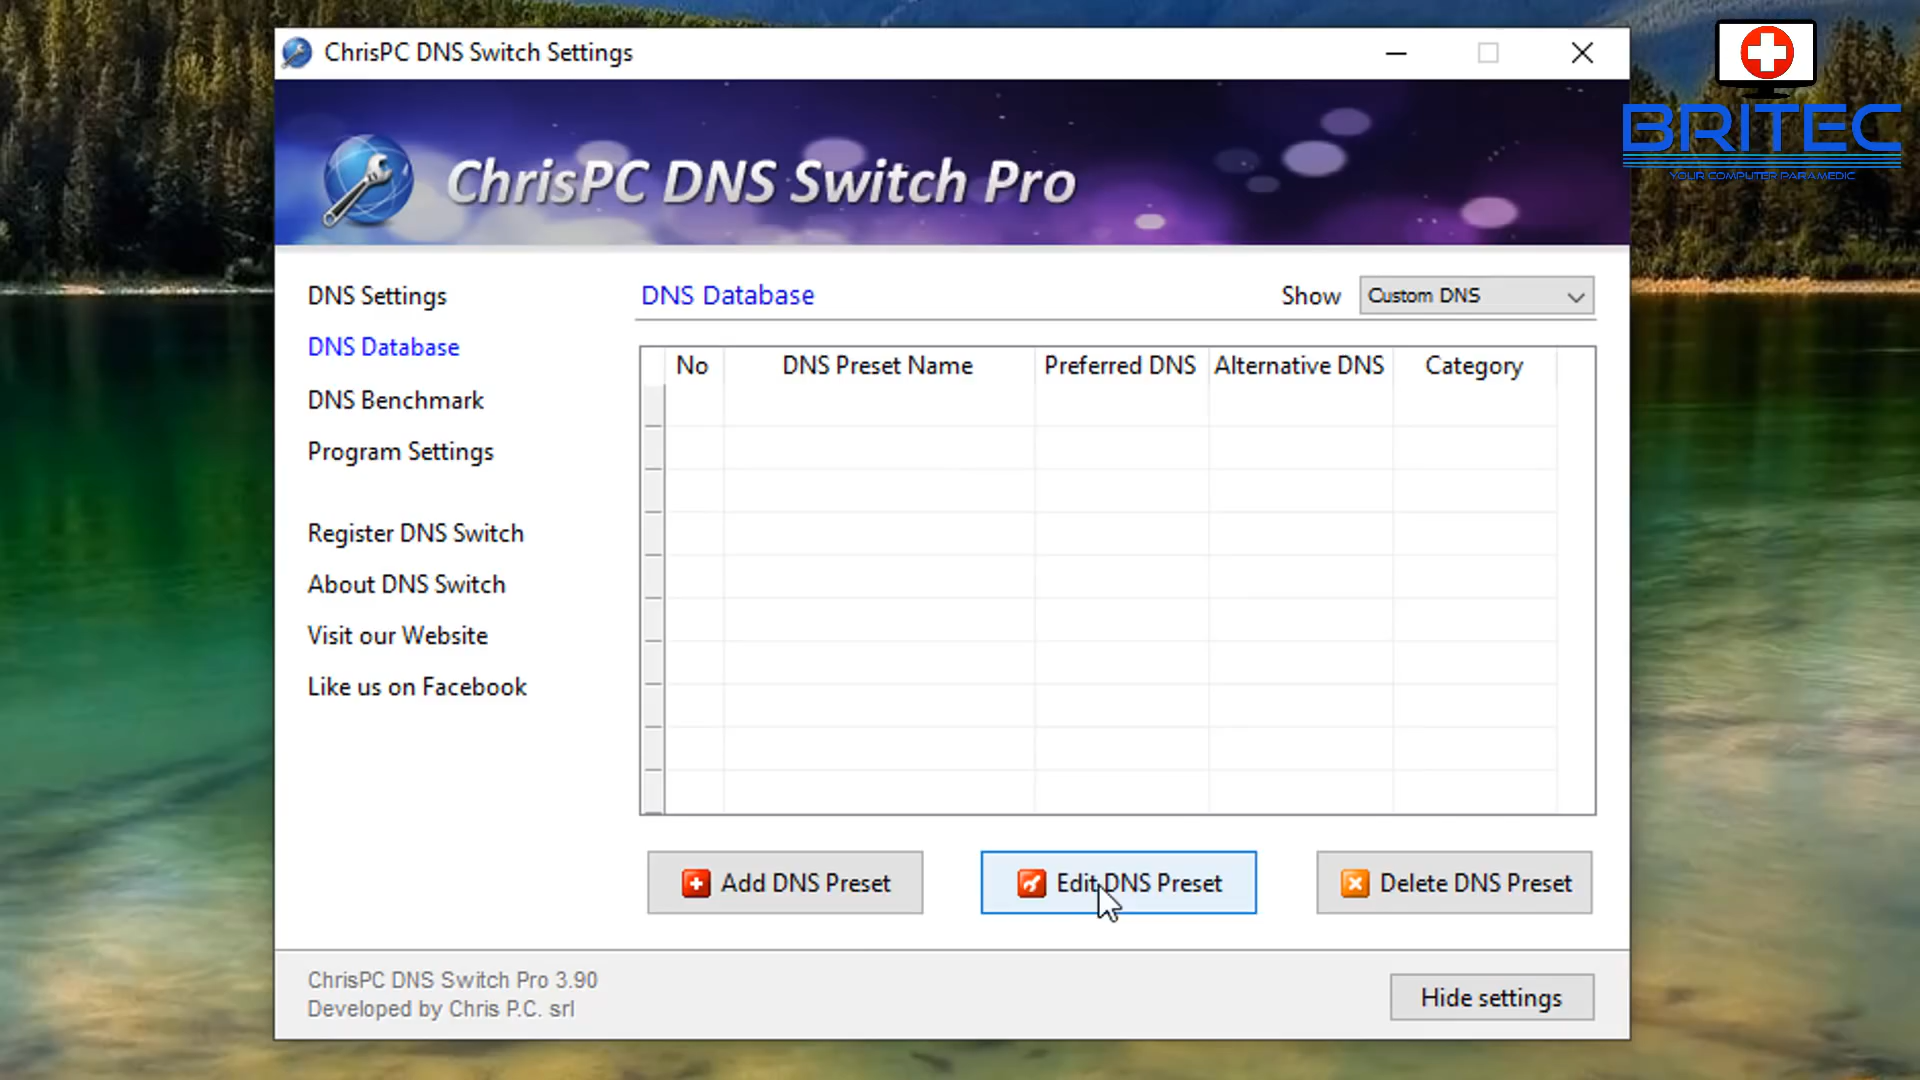 ChrisPC DNS Switch Settings
BRITEC
YOUR COMPUTER PARAMEDIC
ChrisPC DNS Switch Pro
DNS Settings
DNS Database
DNS Benchmark
Program Settings
Register DNS Switch
About DNS Switch
Visit our Website
Like us on Facebook
DNS Database
Show
Custom DNS
No
DNS Preset Name
Preferred DNS
Alternative DNS
Category
Add DNS Preset
Edit DNS Preset
Delete DNS Preset
ChrisPC DNS Switch Pro 3.90
Developed by Chris P.C. srl
Hide settings